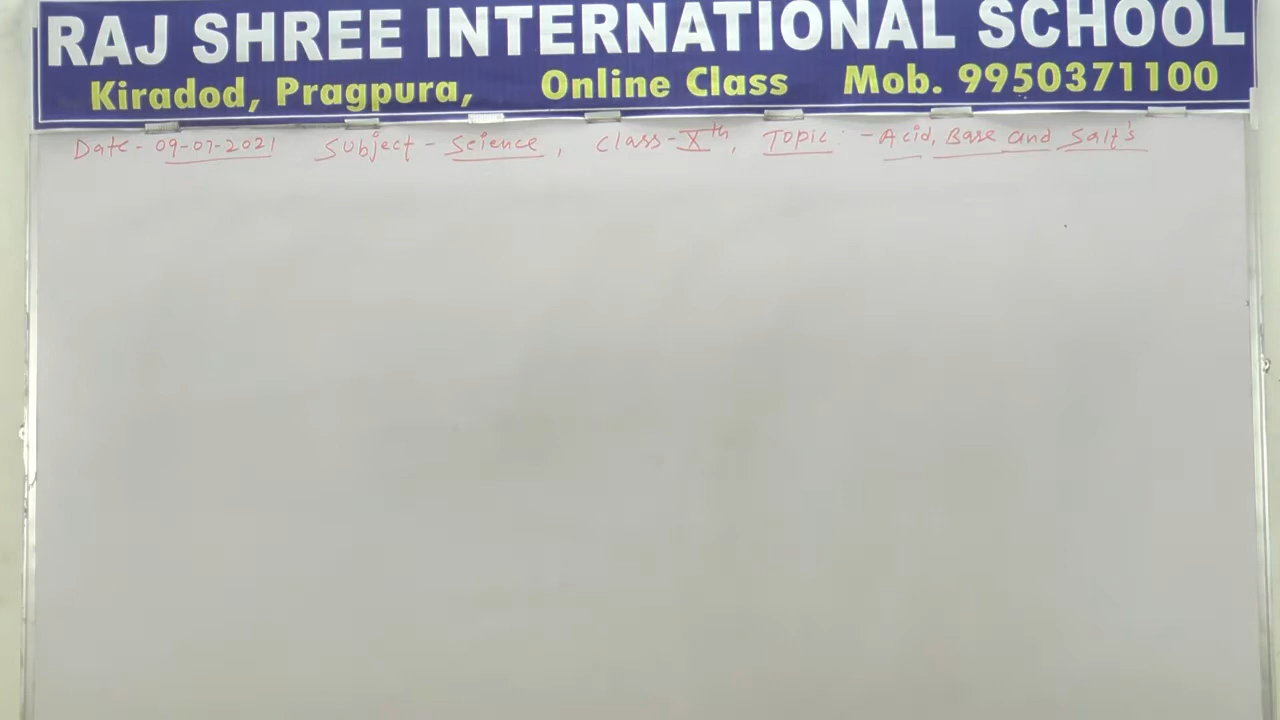 RAJ SHREE INTERNATIONAL SCHOOL
Kiradod, Pragpura, Online Class Mob. 9950371100
Date- 09-07-2021 Subject - Science, Class-Xth, Topic: - Acid, Base and Salt's